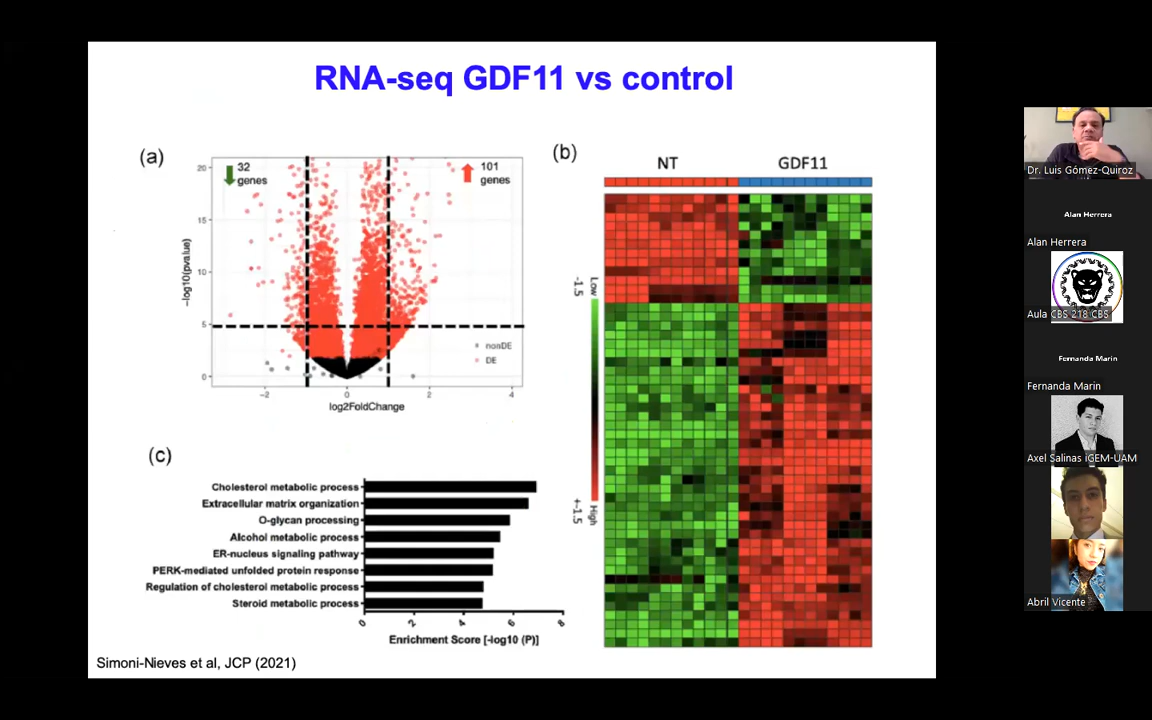 RNA-seq GDF11 vs control
(a)
32
genes
101
genes
20
15
10
5
0
−log10(pvalue)
nonDE
DE
−2
0
2
4
log2FoldChange
(b)
NT
GDF11
-1.5
Low
High
+-1.5
(c)
Cholesterol metabolic process
Extracellular matrix organization
O-glycan processing
Alcohol metabolic process
ER-nucleus signaling pathway
PERK-mediated unfolded protein response
Regulation of cholesterol metabolic process
Steroid metabolic process
0
2
4
6
8
Enrichment Score [-log10 (P)]
Simoni-Nieves et al, JCP (2021)
Dr. Luis Gómez-Quiroz
Alan Herrera
Alan Herrera
Aula CBS 218 CBS
Fernanda Marin
Fernanda Marin
Axel Salinas iGEM-UAM
Abril Vicente